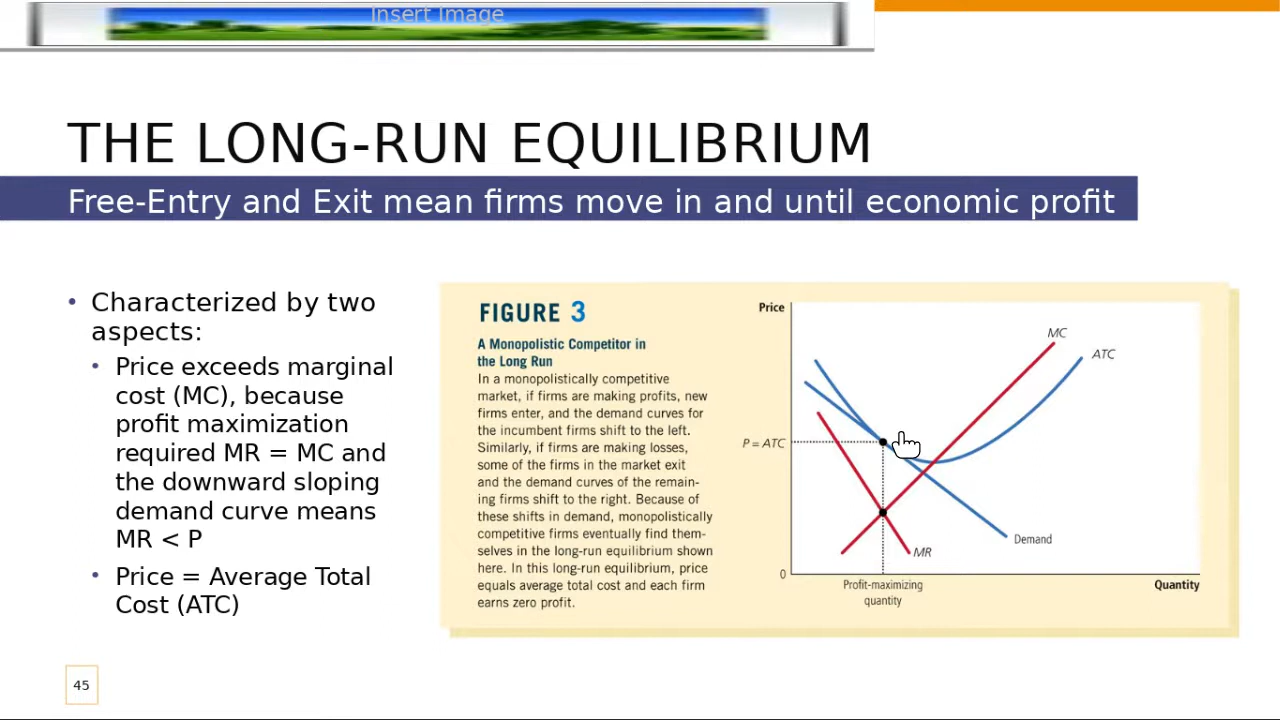 Insert Image
THE LONG-RUN EQUILIBRIUM
Free-Entry and Exit mean firms move in and until economic profit
• Characterized by two
aspects:
• Price exceeds marginal
cost (MC), because
profit maximization
required MR = MC and
the downward sloping
demand curve means
MR < P
• Price = Average Total
Cost (ATC)
FIGURE 3
A Monopolistic Competitor in
the Long Run
In a monopolistically competitive
market, if firms are making profits, new
firms enter, and the demand curves for
the incumbent firms shift to the left.
Similarly, if firms are making losses,
some of the firms in the market exit
and the demand curves of the remain-
ing firms shift to the right. Because of
these shifts in demand, monopolistically
competitive firms eventually find them-
selves in the long-run equilibrium shown
here. In this long-run equilibrium, price
equals average total cost and each firm
earns zero profit.
Price
MC
ATC
P = ATC
Demand
MR
0
Profit-maximizing
quantity
Quantity
45